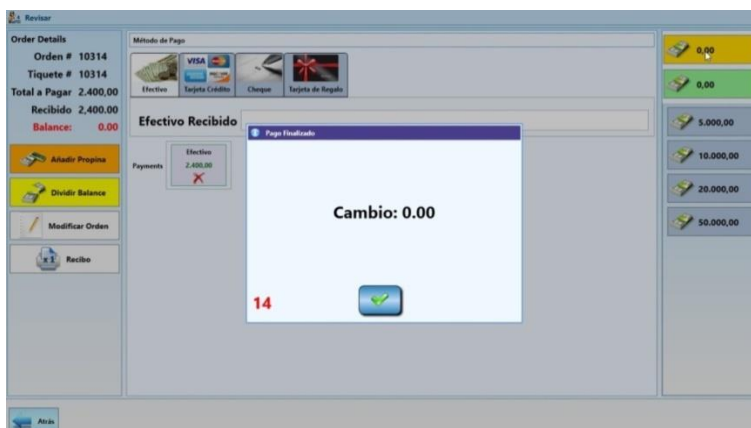 Revisar
Order Details
Orden # 10314
Tiquete # 10314
Total a Pagar 2.400,00
Recibido 2,400.00
Balance: 0.00
Añadir Propina
Dividir Balance
Modificar Orden
x1 Recibo
Atrás
Método de Pago
Efectivo
VISA
Tarjeta Crédito
Cheque
Tarjeta de Regalo
Efectivo Recibido
Payments
Efectivo
2.400,00
Pago Finalizado
Cambio: 0.00
14
0,00
0,00
5.000,00
10.000,00
20.000,00
50.000,00